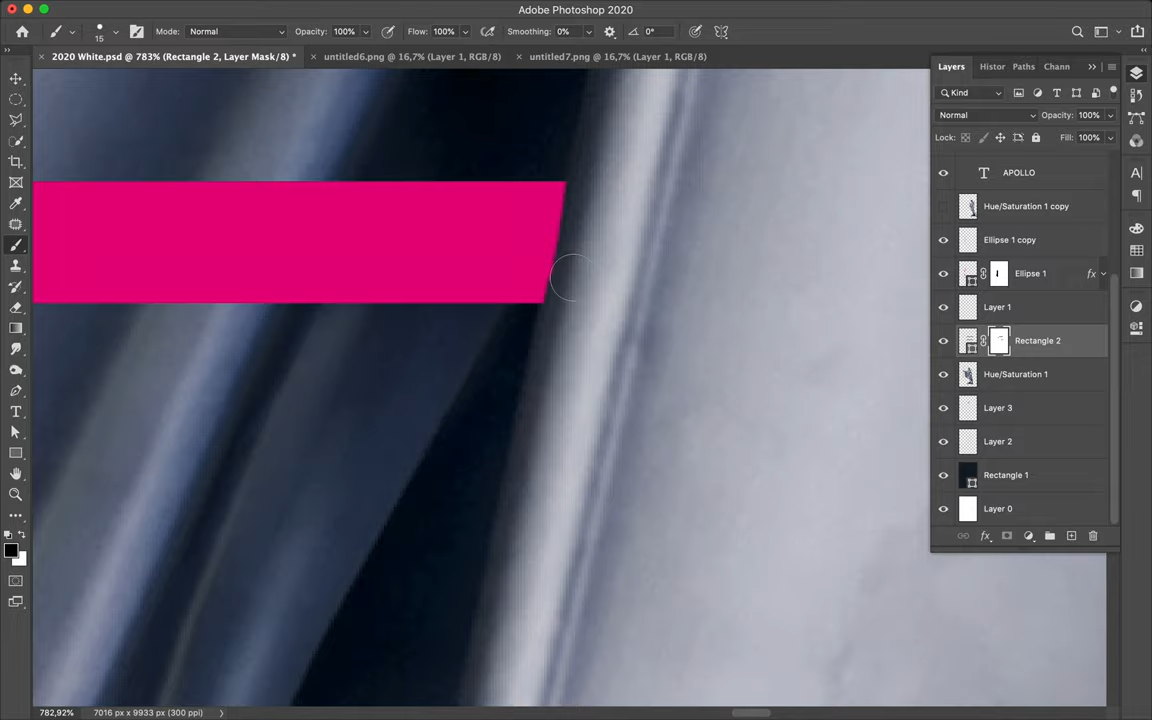 Adobe Photoshop 2020
15
Mode: Normal
Opacity: 100%
Flow: 100%
Smoothing: 0%
0°
2020 White.psd @ 783% (Rectangle 2, Layer Mask/8) *
untitled6.png @ 16,7% (Layer 1, RGB/8)
untitled7.png @ 16,7% (Layer 1, RGB/8)
Layers
Histor
Paths
Chann
Kind
Normal
Opacity: 100%
Lock:
Fill: 100%
APOLLO
Hue/Saturation 1 copy
Ellipse 1 copy
Ellipse 1
fx
Layer 1
Rectangle 2
Hue/Saturation 1
Layer 3
Layer 2
Rectangle 1
Layer 0
fx
782,92%
7016 px x 9933 px (300 ppi)